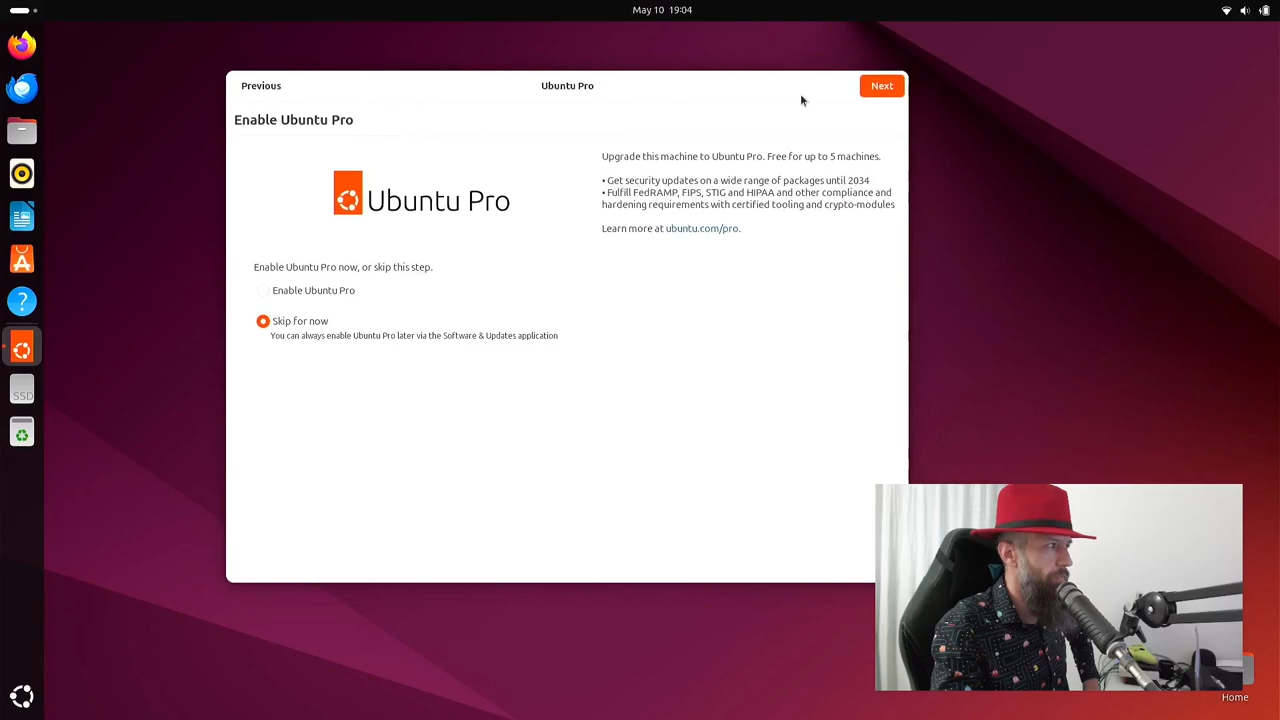 May 10 19:04
Previous
Ubuntu Pro
Next
Enable Ubuntu Pro
Ubuntu Pro
Upgrade this machine to Ubuntu Pro. Free for up to 5 machines.
• Get security updates on a wide range of packages until 2034
• Fulfill FedRAMP, FIPS, STIG and HIPAA and other compliance and
hardening requirements with certified tooling and crypto-modules
Learn more at ubuntu.com/pro.
Enable Ubuntu Pro now, or skip this step.
Enable Ubuntu Pro
Skip for now
You can always enable Ubuntu Pro later via the Software & Updates application
SSD
Home